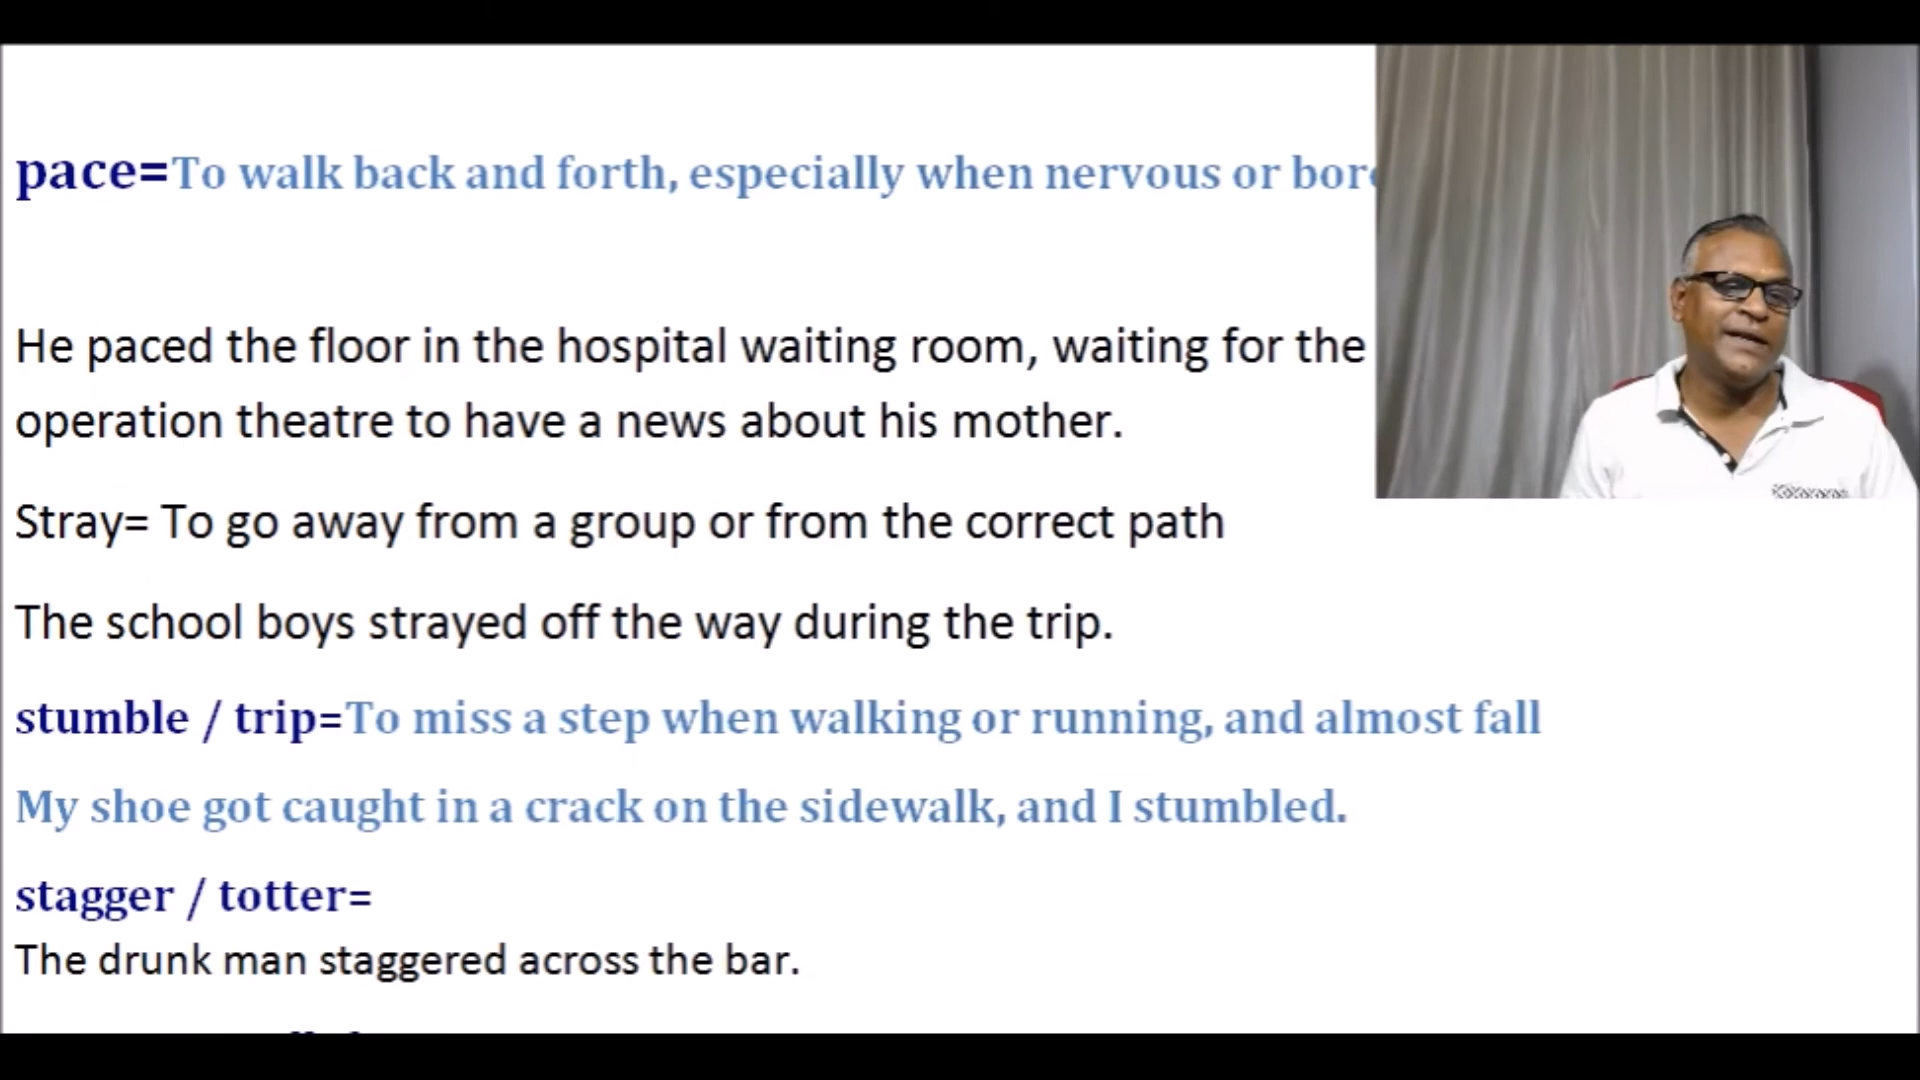 pace=To walk back and forth, especially when nervous or
He paced the floor in the hospital waiting room, waiting for the
operation theatre to have a news about his mother.
Stray= To go away from a group or from the correct path
The school boys strayed off the way during the trip.
stumble / trip=To miss a step when walking or running, and almost fall
My shoe got caught in a crack on the sidewalk, and I stumbled.
stagger / totter=
The drunk man staggered across the bar.